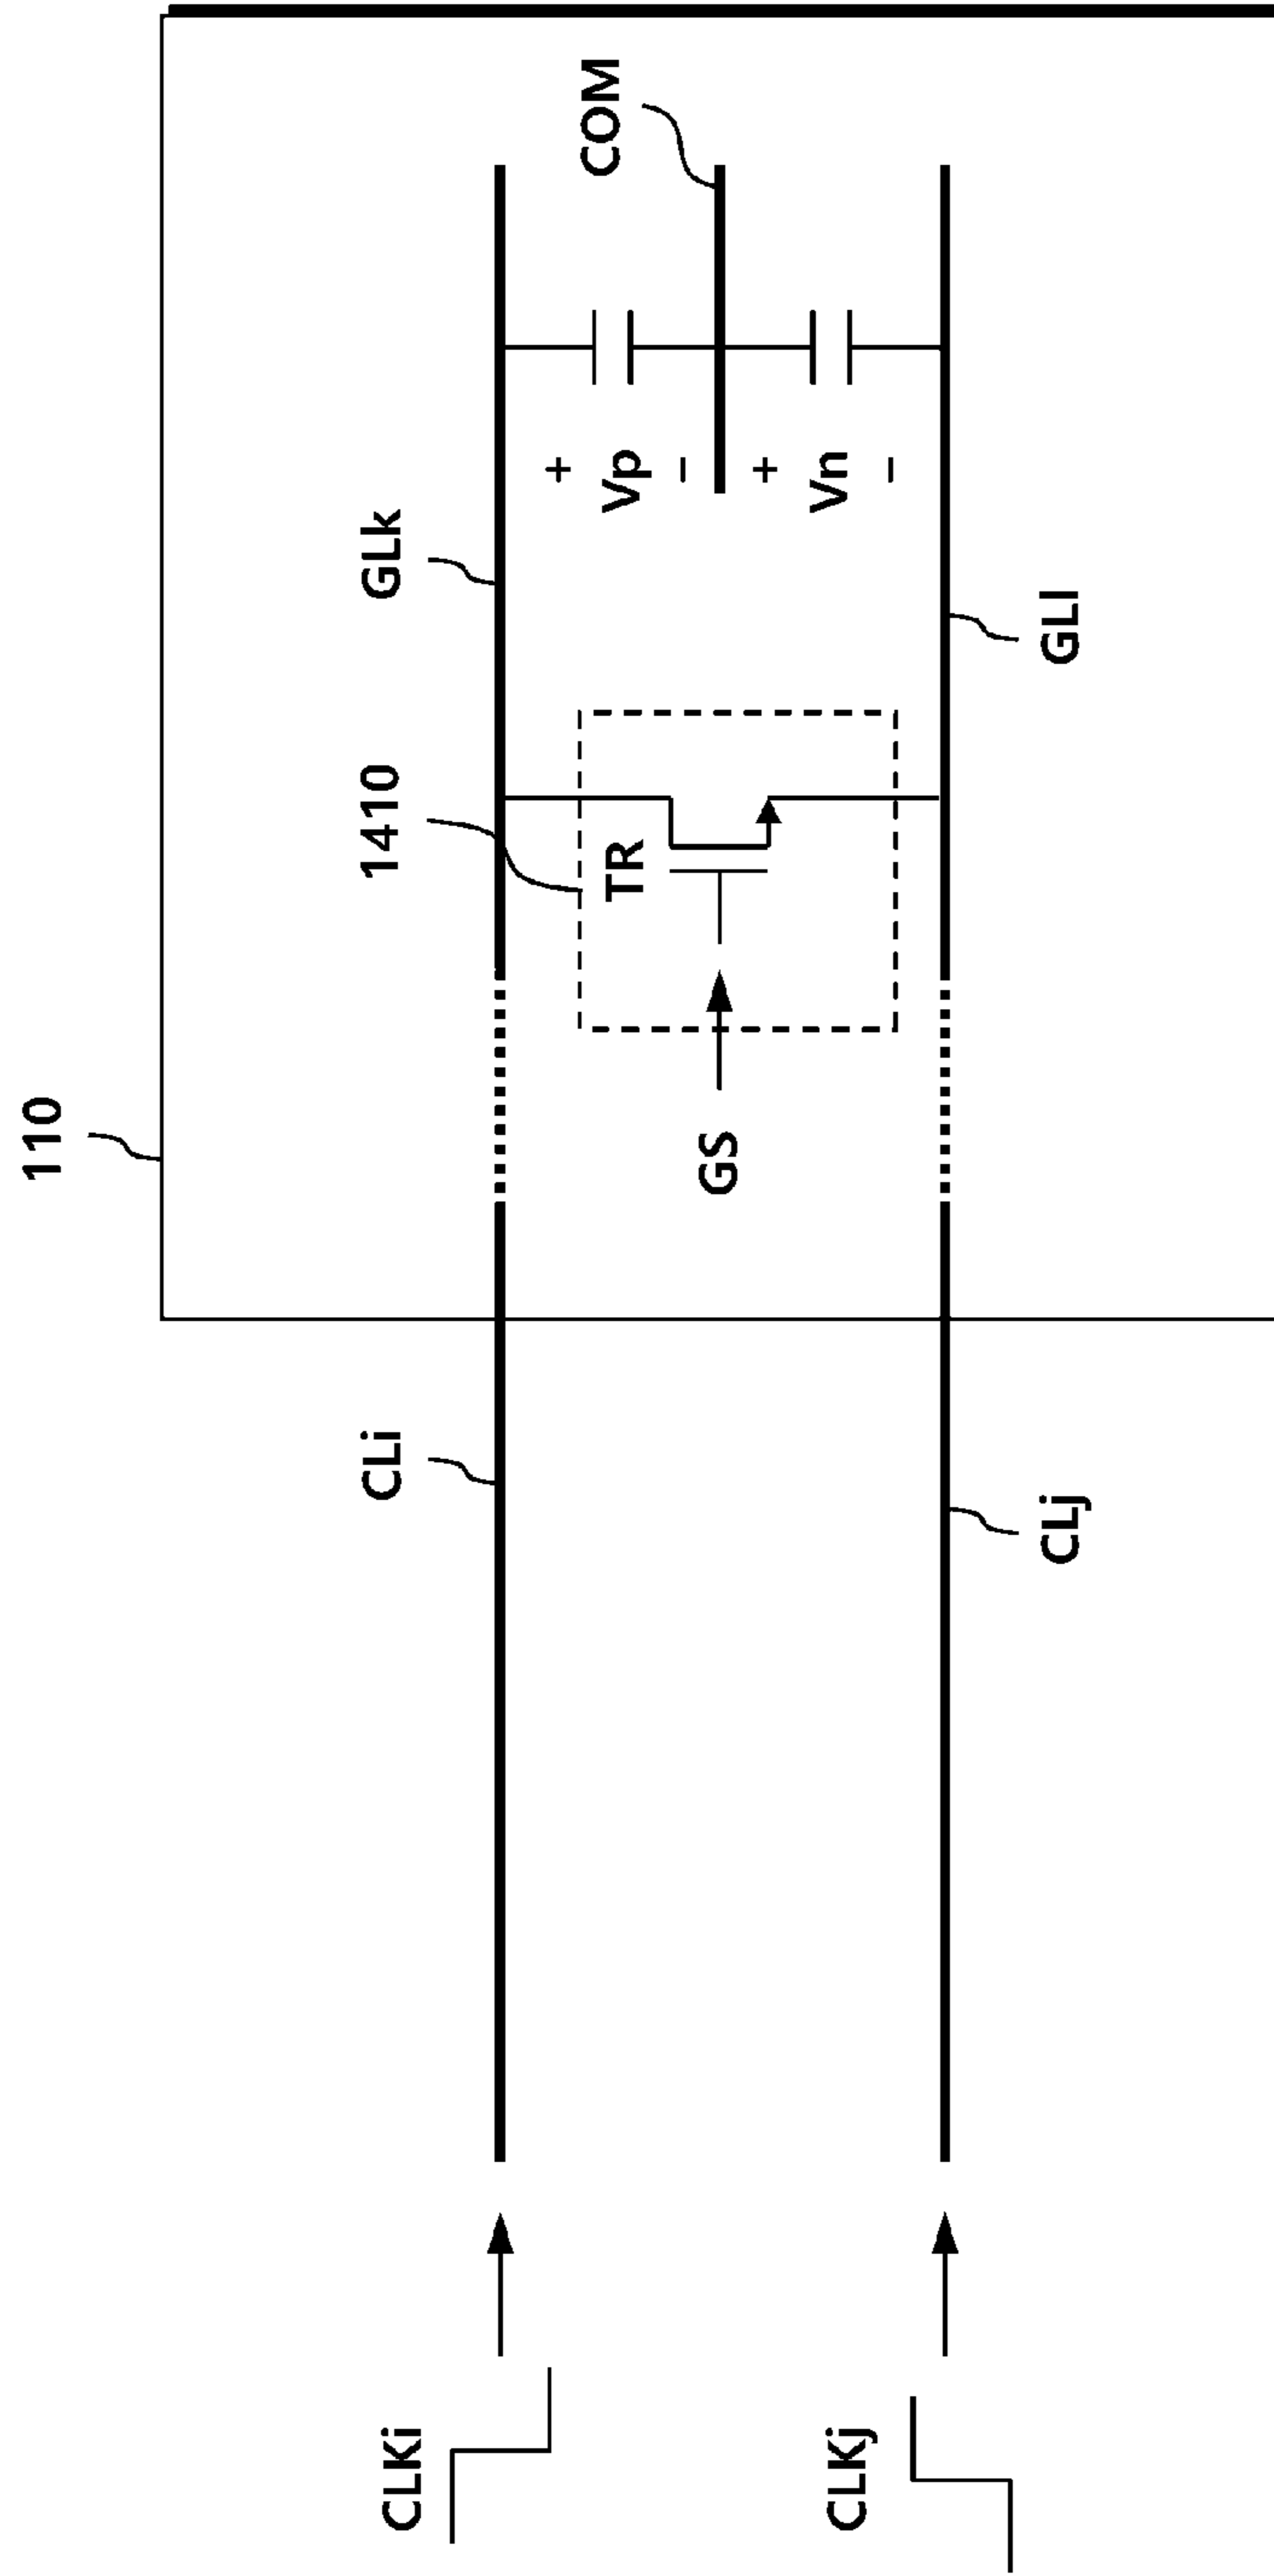 110
CLKi
CLi
1410
GLk
COM
+
TR
Vp
–
GS
+
Vn
–
CLKj
CLj
GLl